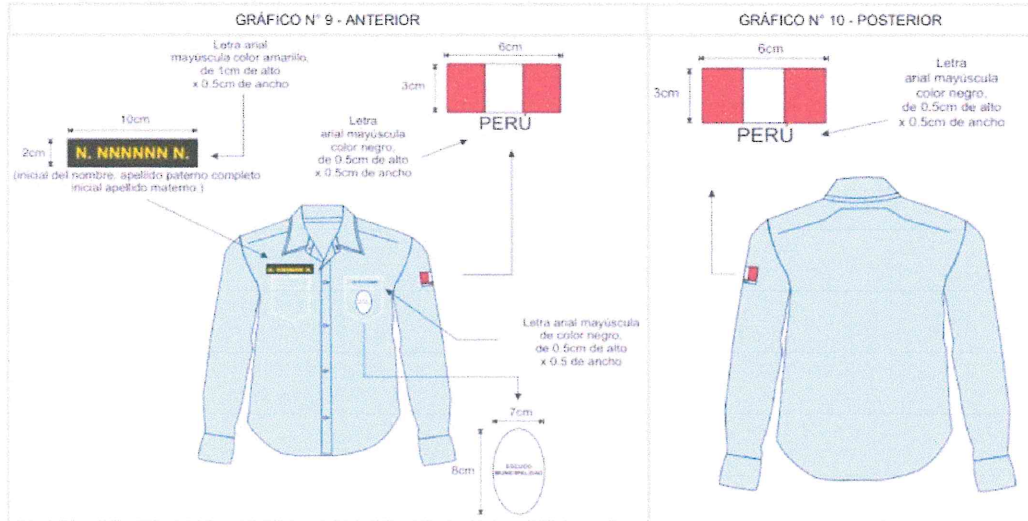 GRÁFICO N° 9 - ANTERIOR
Letra arial
mayúscula color amarillo,
de 1cm de alto
x 0.5cm de ancho
10cm
2cm
N. NNNNNN N.
(inicial del nombre, apellido paterno completo
inicial apellido materno.)
6cm
3cm
PERÚ
Letra
arial mayúscula
color negro,
de 0.5cm de alto
x 0.5cm de ancho
N. NNNNNN N.
Letra arial mayúscula
de color negro,
de 0.5cm de alto
x 0.5 de ancho
7cm
8cm
ESCUDO
MUNICIPALIDAD
GRÁFICO N° 10 - POSTERIOR
6cm
3cm
PERÚ
Letra
arial mayúscula
color negro,
de 0.5cm de alto
x 0.5cm de ancho